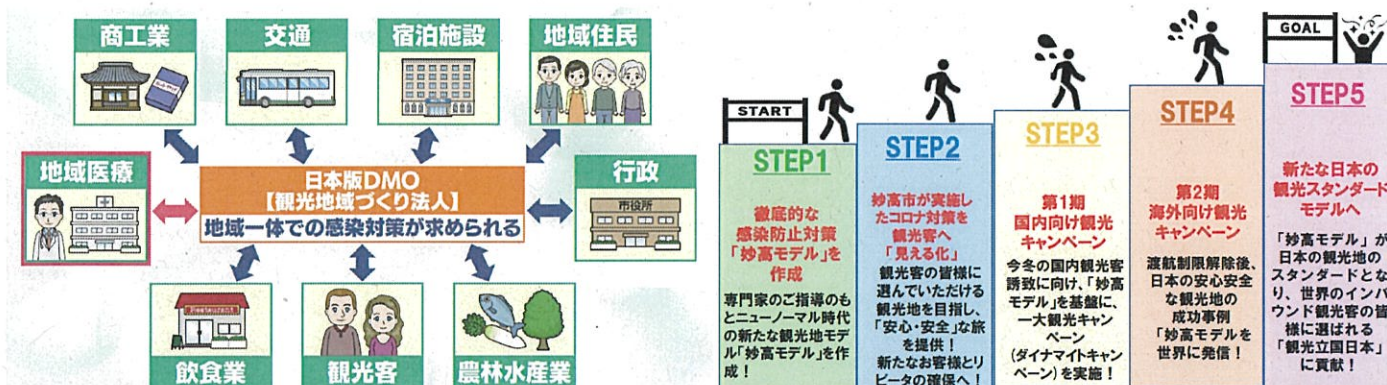 商工業
交通
宿泊施設
地域住民
地域医療
日本版DMO
【観光地域づくり法人】
地域一体での感染対策が求められる
行政
市役所
Restaurant
飲食業
観光客
農林水産業
START
STEP1
徹底的な
感染防止対策
「妙高モデル」を
作成
専門家のご指導のも
とニューノーマル時代
の新たな観光地モデ
ル「妙高モデル」を作
成！
STEP2
妙高市が実施し
たコロナ対策を
観光客へ
「見える化」
観光客の皆様に
選んでいただける
観光地を目指し、
「安心・安全」な旅
を提供！
新たなお客様とリ
ピータの確保へ！
STEP3
第1期
国内向け観光
キャンペーン
今冬の国内観光客
誘致に向け、「妙高
モデル」を基盤に、
一大観光キャン
ペーン
（ダイナマイトキャン
ペーン）を実施！
STEP4
第2期
海外向け観光
キャンペーン
渡航制限解除後、
日本の安心安全
な観光地の
成功事例
「妙高モデルを
世界に発信！
GOAL
STEP5
新たな日本の
観光スタンダード
モデルへ
「妙高モデル」が
日本の観光地の
スタンダードとな
り、世界のインバ
ウンド観光客の皆
様に選ばれる
「観光立国日本」
に貢献！